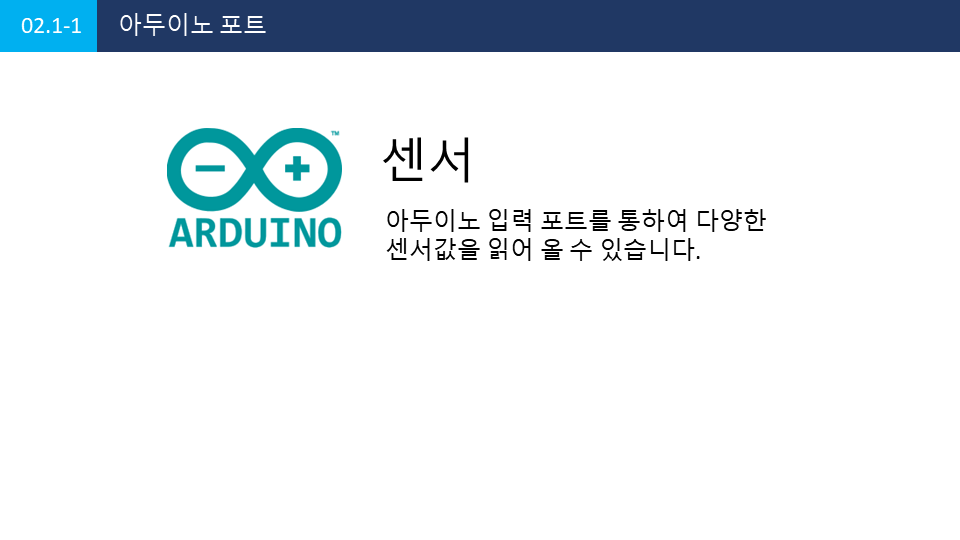 02.1-1
아두이노 포트
™
ARDUINO
센서
아두이노 입력 포트를 통하여 다양한
센서값을 읽어 올 수 있습니다.